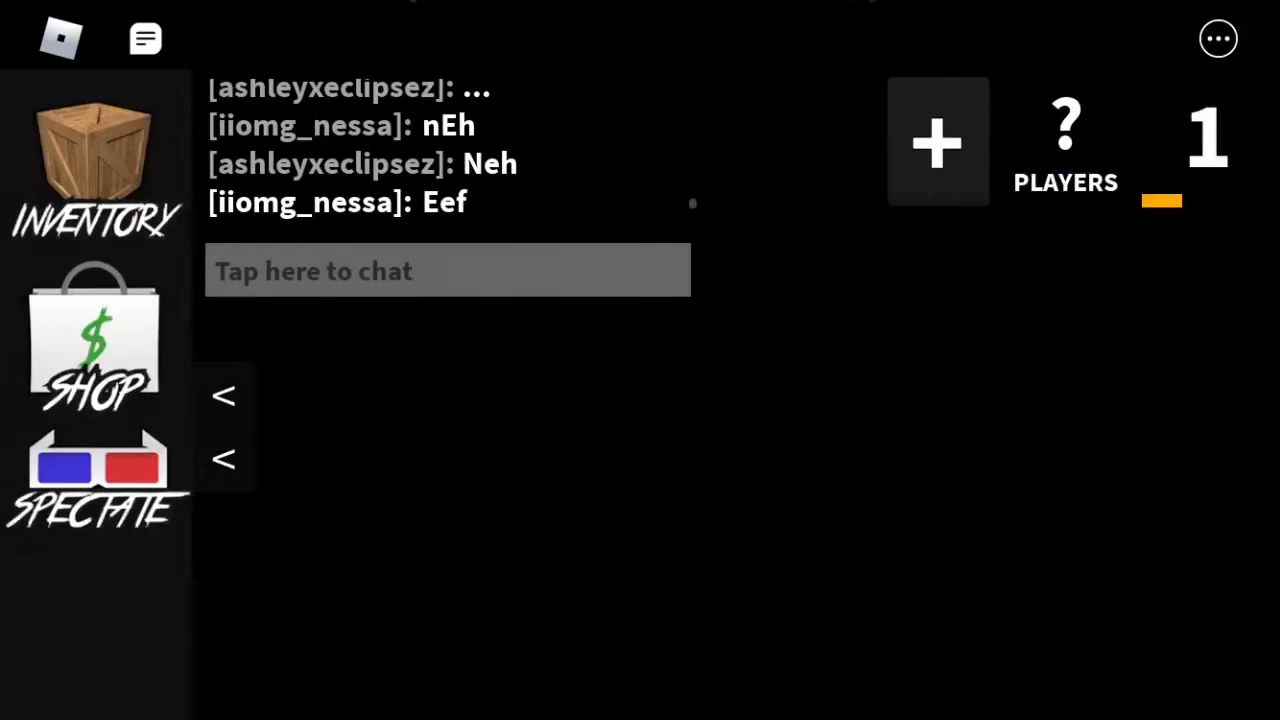 [ashleyxeclipsez]: ...
[iiomg_nessa]: nEh
[ashleyxeclipsez]: Neh
[iiomg_nessa]: Eef
Tap here to chat
INVENTORY
$
SHOP
SPECTATE
<
<
+
?
PLAYERS
1